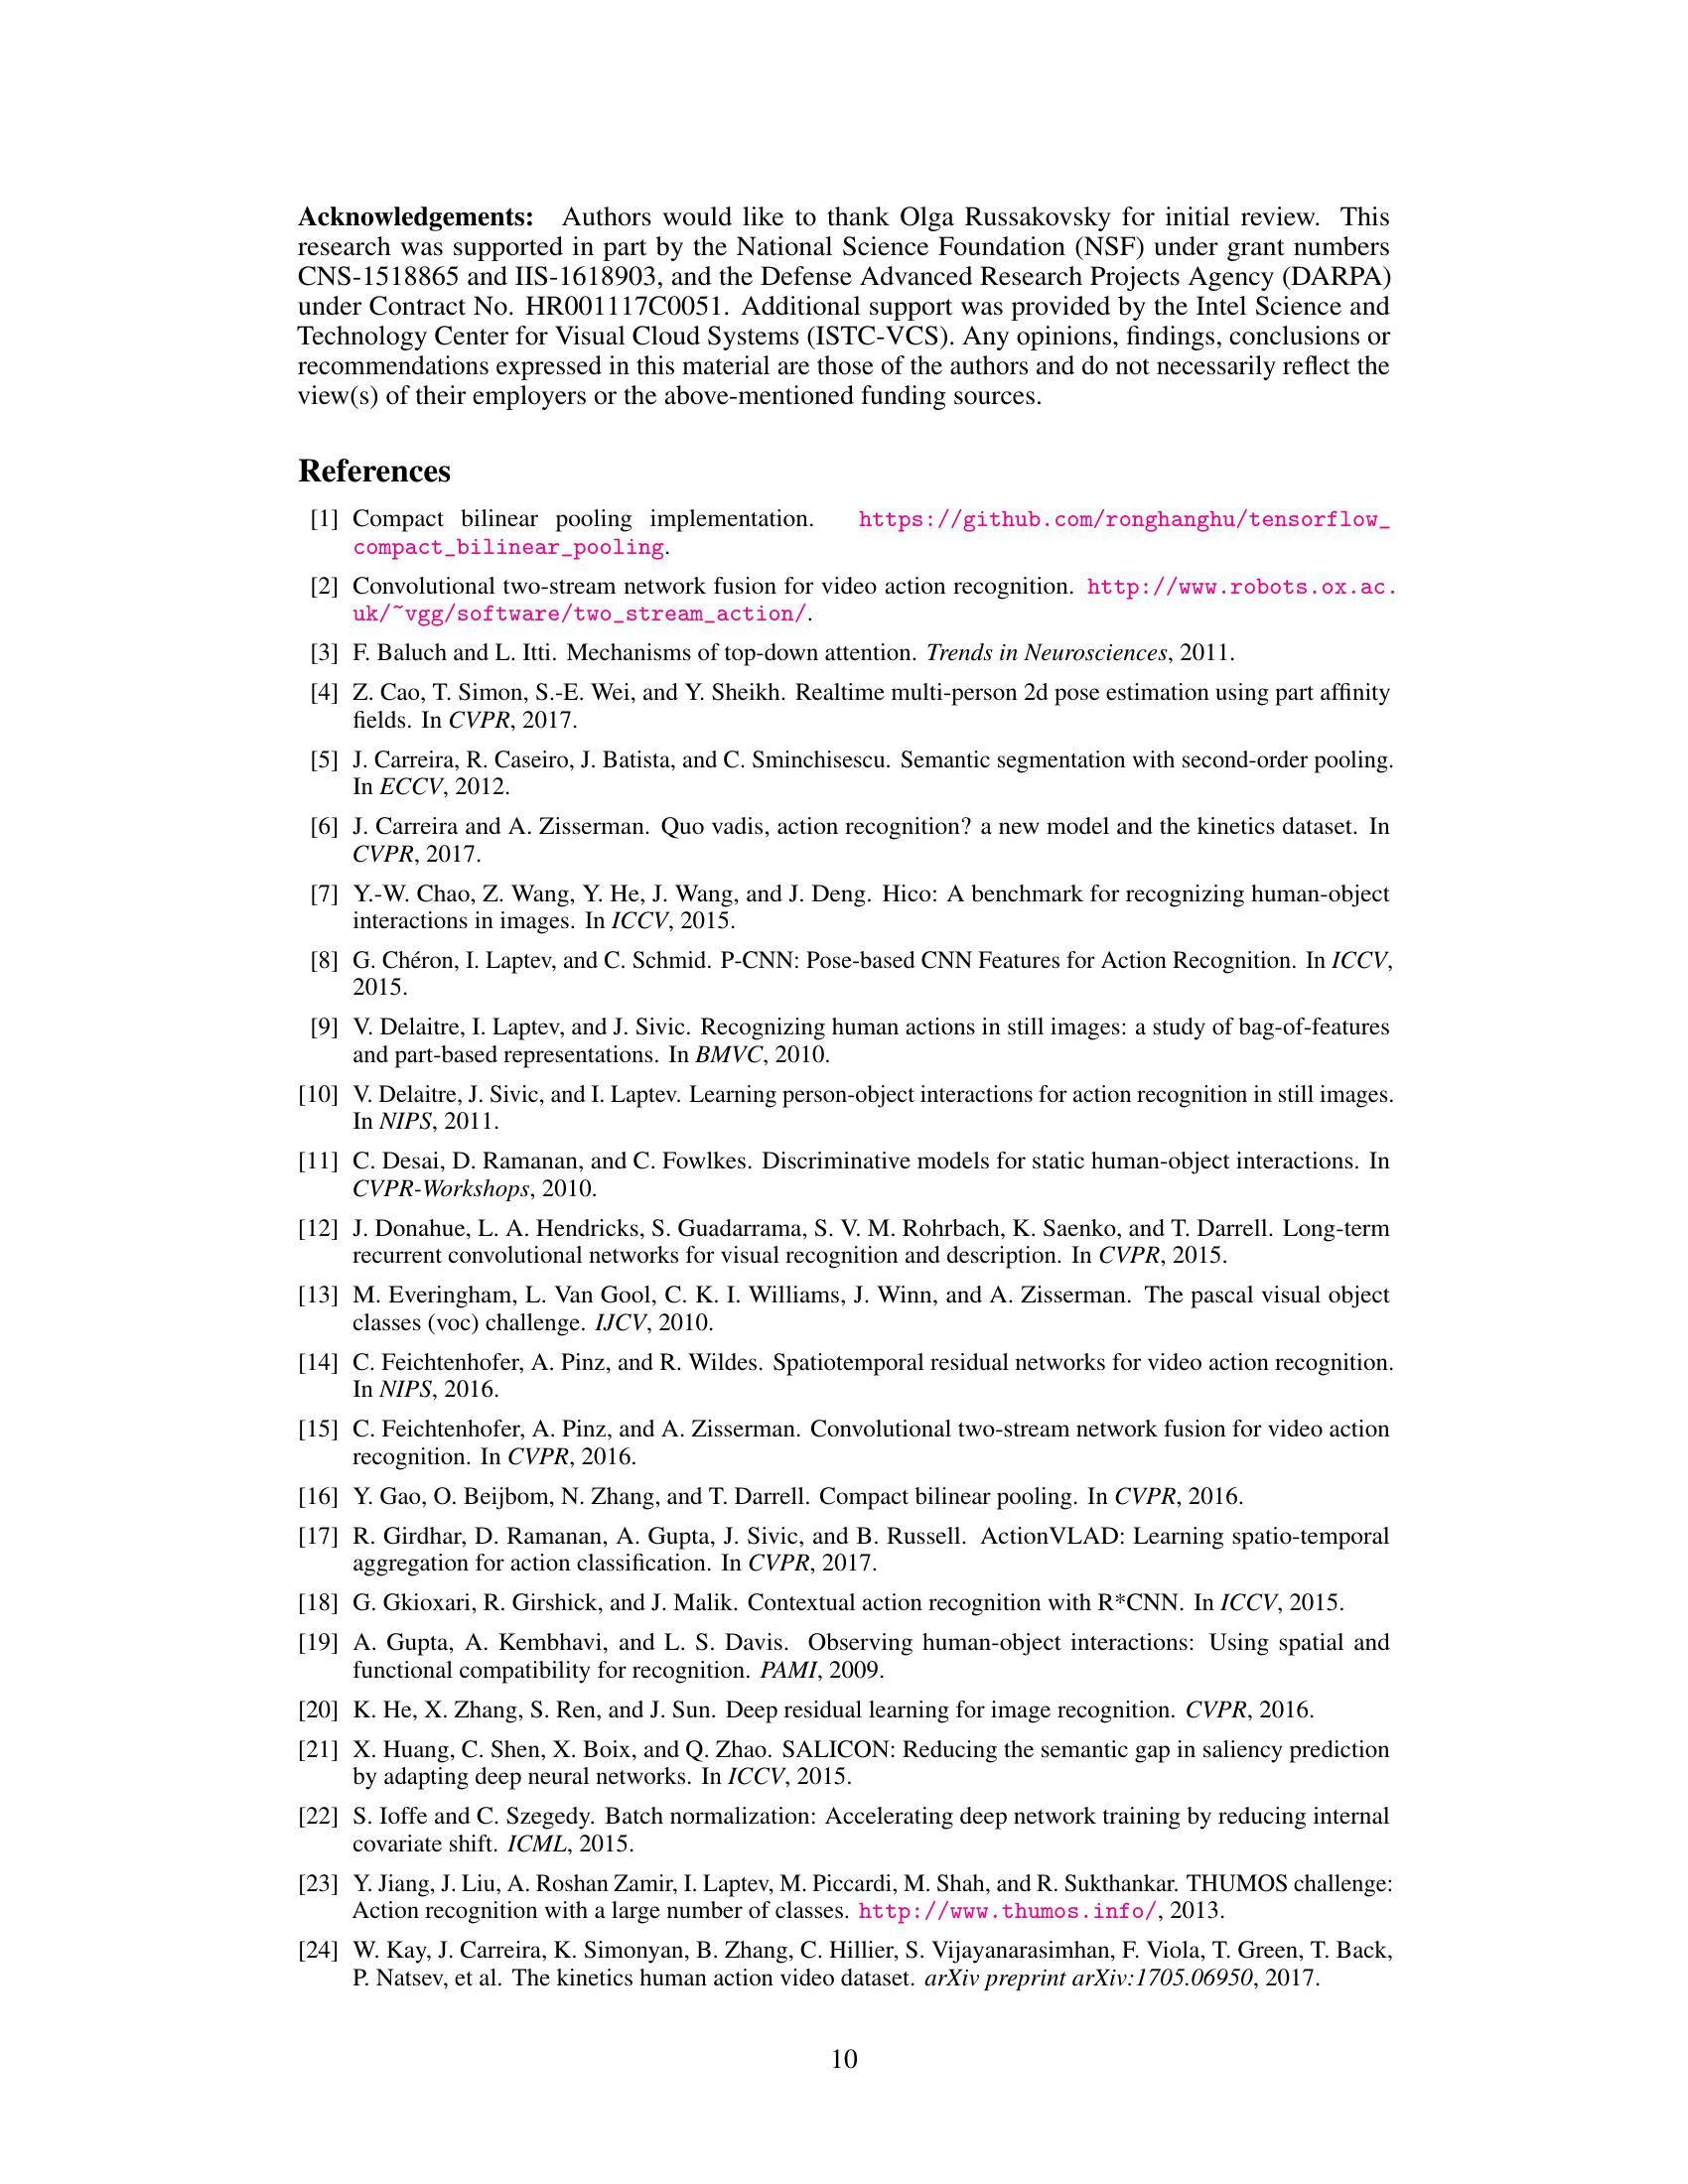 Acknowledgements: Authors would like to thank Olga Russakovsky for initial review. This
research was supported in part by the National Science Foundation (NSF) under grant numbers
CNS-1518865 and IIS-1618903, and the Defense Advanced Research Projects Agency (DARPA)
under Contract No. HR001117C0051. Additional support was provided by the Intel Science and
Technology Center for Visual Cloud Systems (ISTC-VCS). Any opinions, findings, conclusions or
recommendations expressed in this material are those of the authors and do not necessarily reflect the
view(s) of their employers or the above-mentioned funding sources.
References
[1] Compact bilinear pooling implementation. https://github.com/ronghanghu/tensorflow_
compact_bilinear_pooling.
[2] Convolutional two-stream network fusion for video action recognition. http://www.robots.ox.ac.
uk/~vgg/software/two_stream_action/.
[3] F. Baluch and L. Itti. Mechanisms of top-down attention. Trends in Neurosciences, 2011.
[4] Z. Cao, T. Simon, S.-E. Wei, and Y. Sheikh. Realtime multi-person 2d pose estimation using part affinity
fields. In CVPR, 2017.
[5] J. Carreira, R. Caseiro, J. Batista, and C. Sminchisescu. Semantic segmentation with second-order pooling.
In ECCV, 2012.
[6] J. Carreira and A. Zisserman. Quo vadis, action recognition? a new model and the kinetics dataset. In
CVPR, 2017.
[7] Y.-W. Chao, Z. Wang, Y. He, J. Wang, and J. Deng. Hico: A benchmark for recognizing human-object
interactions in images. In ICCV, 2015.
[8] G. Chéron, I. Laptev, and C. Schmid. P-CNN: Pose-based CNN Features for Action Recognition. In ICCV,
2015.
[9] V. Delaitre, I. Laptev, and J. Sivic. Recognizing human actions in still images: a study of bag-of-features
and part-based representations. In BMVC, 2010.
[10] V. Delaitre, J. Sivic, and I. Laptev. Learning person-object interactions for action recognition in still images.
In NIPS, 2011.
[11] C. Desai, D. Ramanan, and C. Fowlkes. Discriminative models for static human-object interactions. In
CVPR-Workshops, 2010.
[12] J. Donahue, L. A. Hendricks, S. Guadarrama, S. V. M. Rohrbach, K. Saenko, and T. Darrell. Long-term
recurrent convolutional networks for visual recognition and description. In CVPR, 2015.
[13] M. Everingham, L. Van Gool, C. K. I. Williams, J. Winn, and A. Zisserman. The pascal visual object
classes (voc) challenge. IJCV, 2010.
[14] C. Feichtenhofer, A. Pinz, and R. Wildes. Spatiotemporal residual networks for video action recognition.
In NIPS, 2016.
[15] C. Feichtenhofer, A. Pinz, and A. Zisserman. Convolutional two-stream network fusion for video action
recognition. In CVPR, 2016.
[16] Y. Gao, O. Beijbom, N. Zhang, and T. Darrell. Compact bilinear pooling. In CVPR, 2016.
[17] R. Girdhar, D. Ramanan, A. Gupta, J. Sivic, and B. Russell. ActionVLAD: Learning spatio-temporal
aggregation for action classification. In CVPR, 2017.
[18] G. Gkioxari, R. Girshick, and J. Malik. Contextual action recognition with R*CNN. In ICCV, 2015.
[19] A. Gupta, A. Kembhavi, and L. S. Davis. Observing human-object interactions: Using spatial and
functional compatibility for recognition. PAMI, 2009.
[20] K. He, X. Zhang, S. Ren, and J. Sun. Deep residual learning for image recognition. CVPR, 2016.
[21] X. Huang, C. Shen, X. Boix, and Q. Zhao. SALICON: Reducing the semantic gap in saliency prediction
by adapting deep neural networks. In ICCV, 2015.
[22] S. Ioffe and C. Szegedy. Batch normalization: Accelerating deep network training by reducing internal
covariate shift. ICML, 2015.
[23] Y. Jiang, J. Liu, A. Roshan Zamir, I. Laptev, M. Piccardi, M. Shah, and R. Sukthankar. THUMOS challenge:
Action recognition with a large number of classes. http://www.thumos.info/, 2013.
[24] W. Kay, J. Carreira, K. Simonyan, B. Zhang, C. Hillier, S. Vijayanarasimhan, F. Viola, T. Green, T. Back,
P. Natsev, et al. The kinetics human action video dataset. arXiv preprint arXiv:1705.06950, 2017.
10